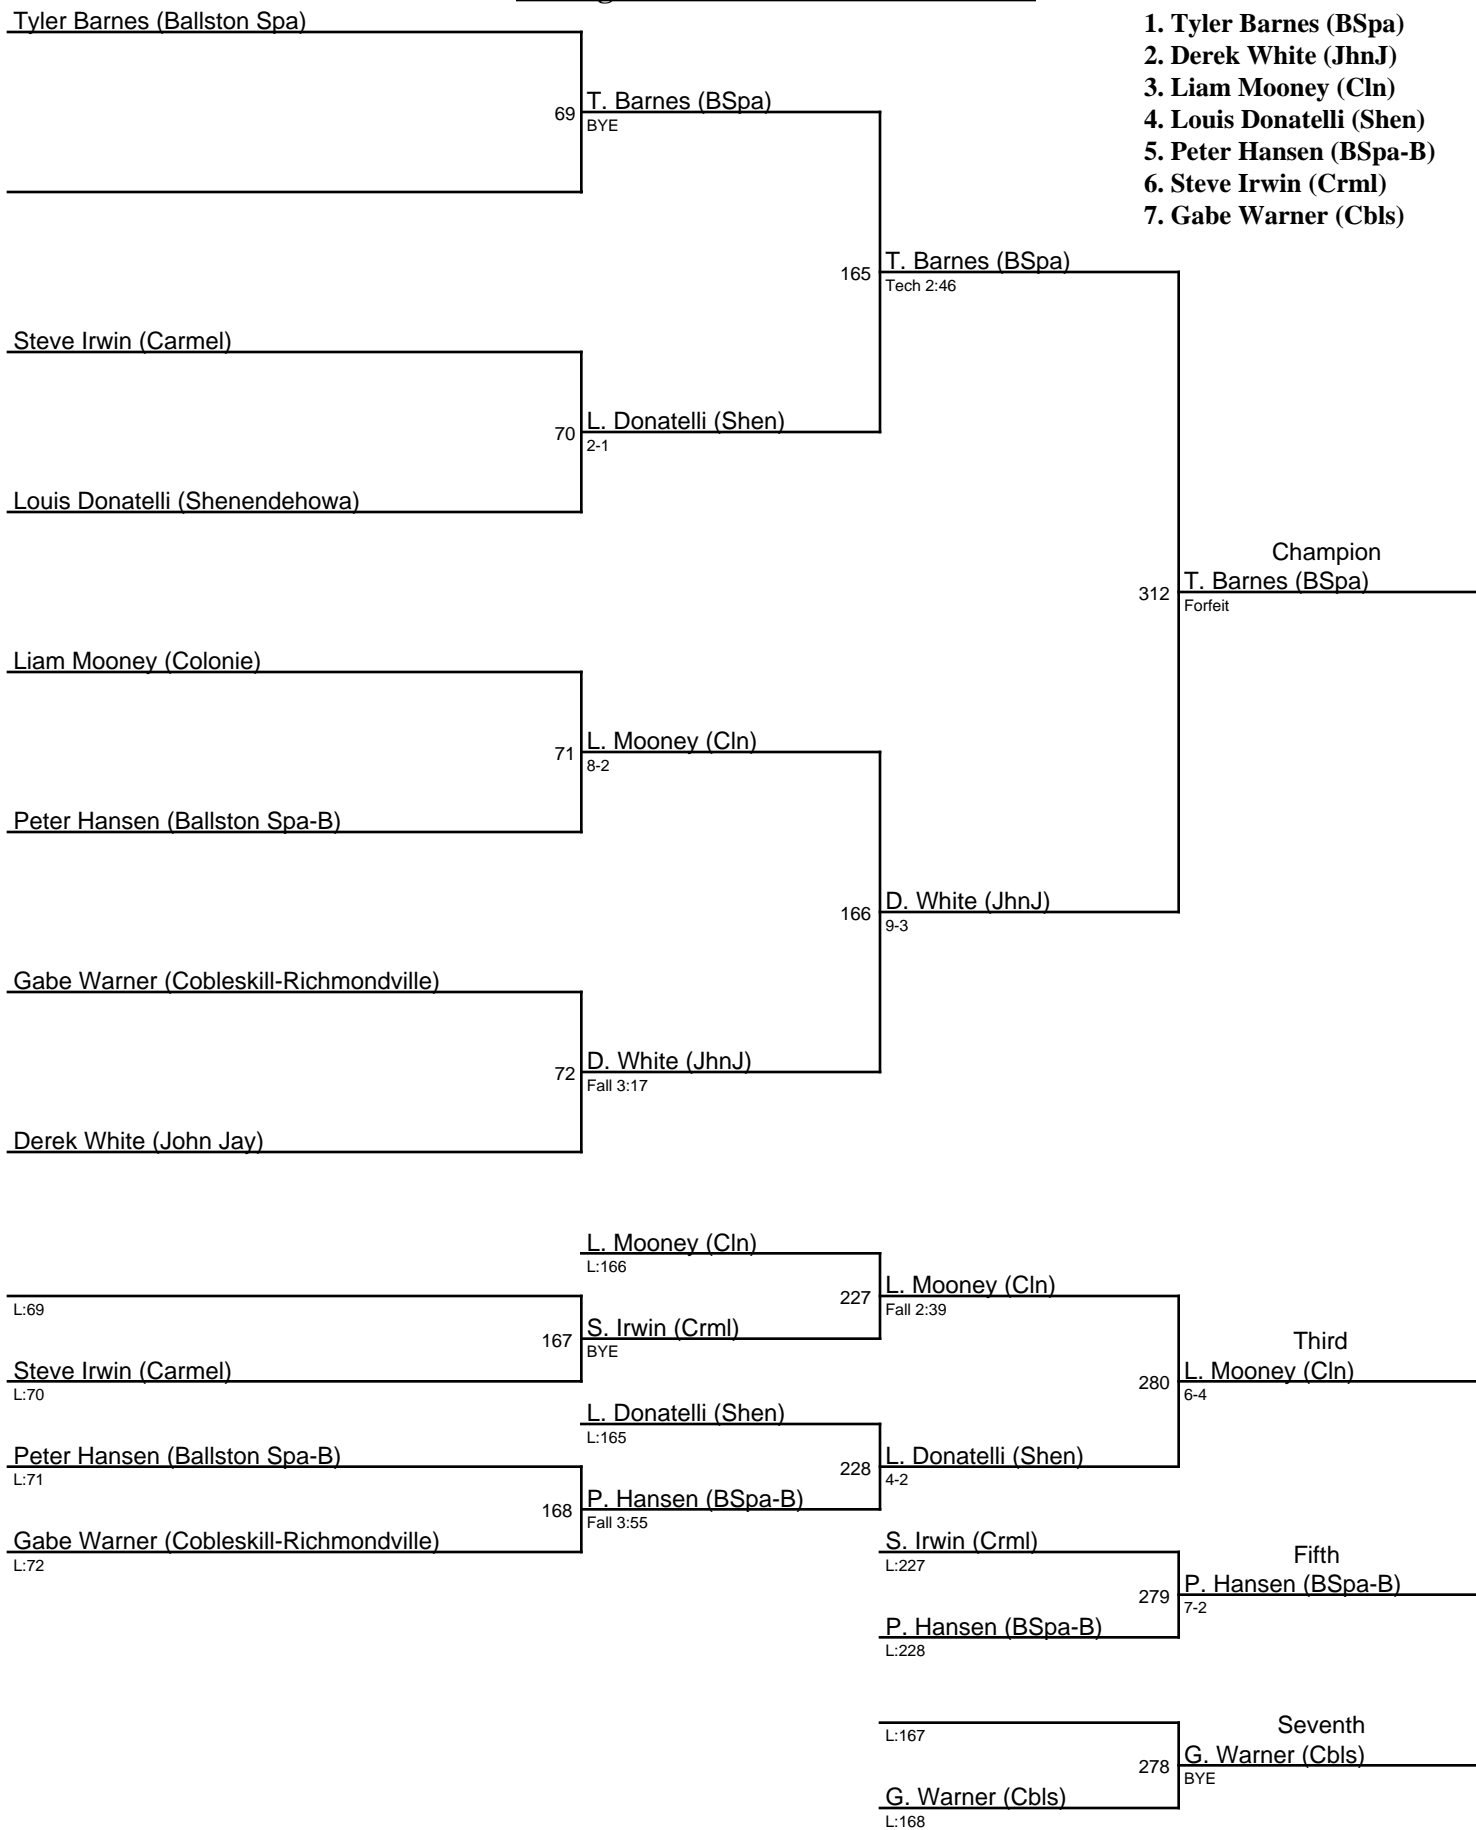 Tyler Barnes (Ballston Spa)
1. Tyler Barnes (BSpa)
2. Derek White (JhnJ)
3. Liam Mooney (Cln)
4. Louis Donatelli (Shen)
5. Peter Hansen (BSpa-B)
6. Steve Irwin (Crml)
7. Gabe Warner (Cbls)
69 T. Barnes (BSpa)
BYE
165 T. Barnes (BSpa)
Tech 2:46
Steve Irwin (Carmel)
70 L. Donatelli (Shen)
2-1
Louis Donatelli (Shenendehowa)
Champion
312 T. Barnes (BSpa)
Forfeit
Liam Mooney (Colonie)
71 L. Mooney (Cln)
8-2
Peter Hansen (Ballston Spa-B)
166 D. White (JhnJ)
9-3
Gabe Warner (Cobleskill-Richmondville)
72 D. White (JhnJ)
Fall 3:17
Derek White (John Jay)
L. Mooney (Cln)
L:166
227 L. Mooney (Cln)
Fall 2:39
L:69
167 S. Irwin (Crml)
BYE
Steve Irwin (Carmel)
L:70
Third
280 L. Mooney (Cln)
6-4
L. Donatelli (Shen)
L:165
228 L. Donatelli (Shen)
4-2
Peter Hansen (Ballston Spa-B)
L:71
168 P. Hansen (BSpa-B)
Fall 3:55
Gabe Warner (Cobleskill-Richmondville)
L:72
S. Irwin (Crml)
L:227
Fifth
279 P. Hansen (BSpa-B)
7-2
P. Hansen (BSpa-B)
L:228
L:167
Seventh
278 G. Warner (Cbls)
BYE
G. Warner (Cbls)
L:168